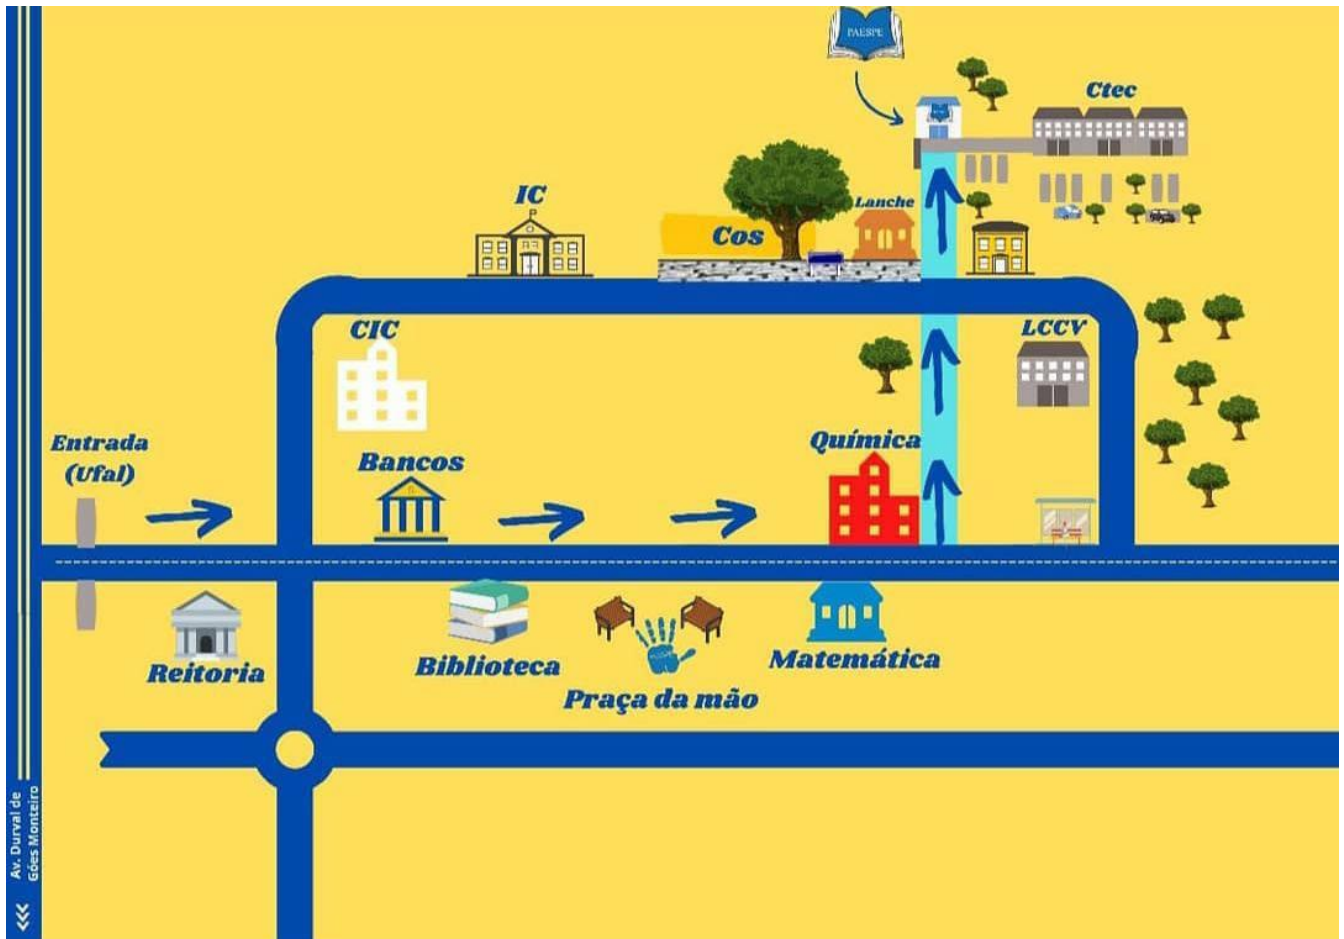 PAESPE
Ctec
IC
Lanche
Cos
CIC
LCCV
Entrada
(Ufal)
Bancos
Química
Reitoria
Biblioteca
Praça da mão
Matemática
Av. Durval de
Góes Monteiro
<<<